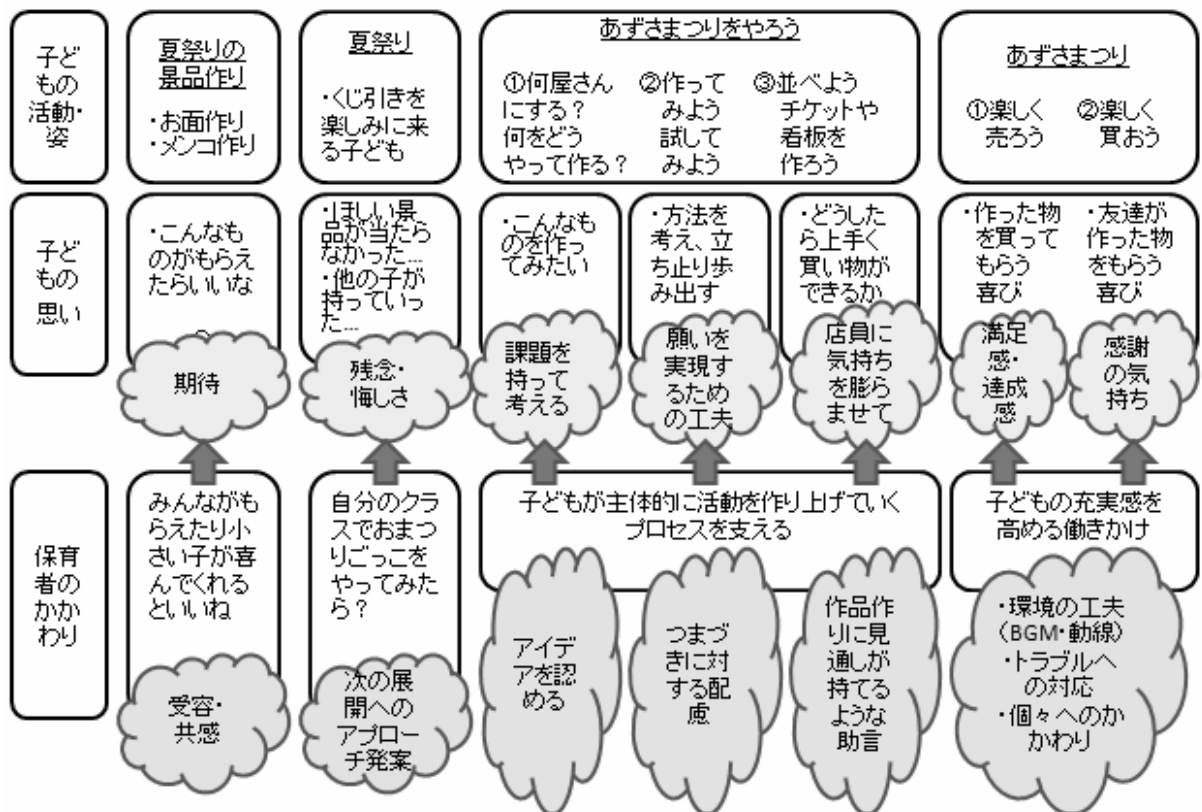 子ど
もの
活動・
姿
夏祭りの
景品作り
・お面作り
・メンコ作り
夏祭り
・くじ引きを
楽しみに来
る子ども
あずさまつりをやろう
①何屋さん
にする？
何をどう
やって作る？
②作って
みよう
試して
みよう
③並べよう
チケットや
看板を
作ろう
あずさまつり
①楽しく
売ろう
②楽しく
買おう
子ど
もの
思い
・こんなも
のがもらえ
たらいいな
期待
・ほしい景
品が当たら
なかった…
・他の子が
持っていっ
た…
残念・
悔しさ
・こんなも
のを作っ
てみたい
課題を
持って
考える
・方法を
考え、立
ち止り歩
み出す
願いを
実現す
るため
の工夫
・どうした
ら上手く
買い物が
できるか
店員に
気持ち
を膨ら
ませて
・作った物
を買って
もらう
喜び
満足
感・
達成
感
・友達が
作った物
をもらう
喜び
感謝
の気
持ち
保育
者の
かか
わり
みんながも
らえたり小
さい子が喜
んでくれる
といいね
受容・
共感
自分のクラ
スでおまつ
りごっこを
やってみた
ら？
次の展
開への
アプロー
チ発案
子どもが主体的に活動を作り上げていく
プロセスを支える
アイデ
アを認
める
つまづ
きに対
する配
慮
作品作
りに見
通しが
持てる
ような
助言
子どもの充実感を
高める働きかけ
・環境の工夫
（BGM・動線）
・トラブルへ
の対応
・個々へのか
かわり